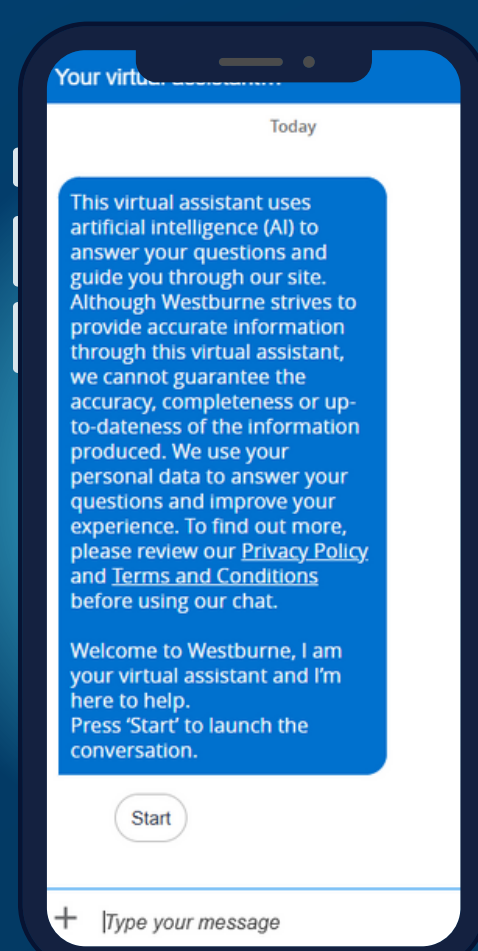 Your virtual
Today
This virtual assistant uses
artificial intelligence (AI) to
answer your questions and
guide you through our site.
Although Westburne strives to
provide accurate information
through this virtual assistant,
we cannot guarantee the
accuracy, completeness or up-
to-dateness of the information
produced. We use your
personal data to answer your
questions and improve your
experience. To find out more,
please review our Privacy Policy
and Terms and Conditions
before using our chat.
Welcome to Westburne, I am
your virtual assistant and I'm
here to help.
Press ‘Start’ to launch the
conversation.
Start
+ Type your message